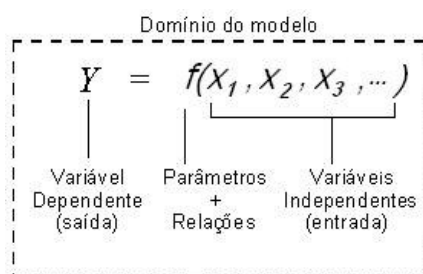 Domínio do modelo
Y = f(X1, X2, X3, ...)
Variável Dependente (saída)
Parâmetros + Relações
Variáveis Independentes (entrada)